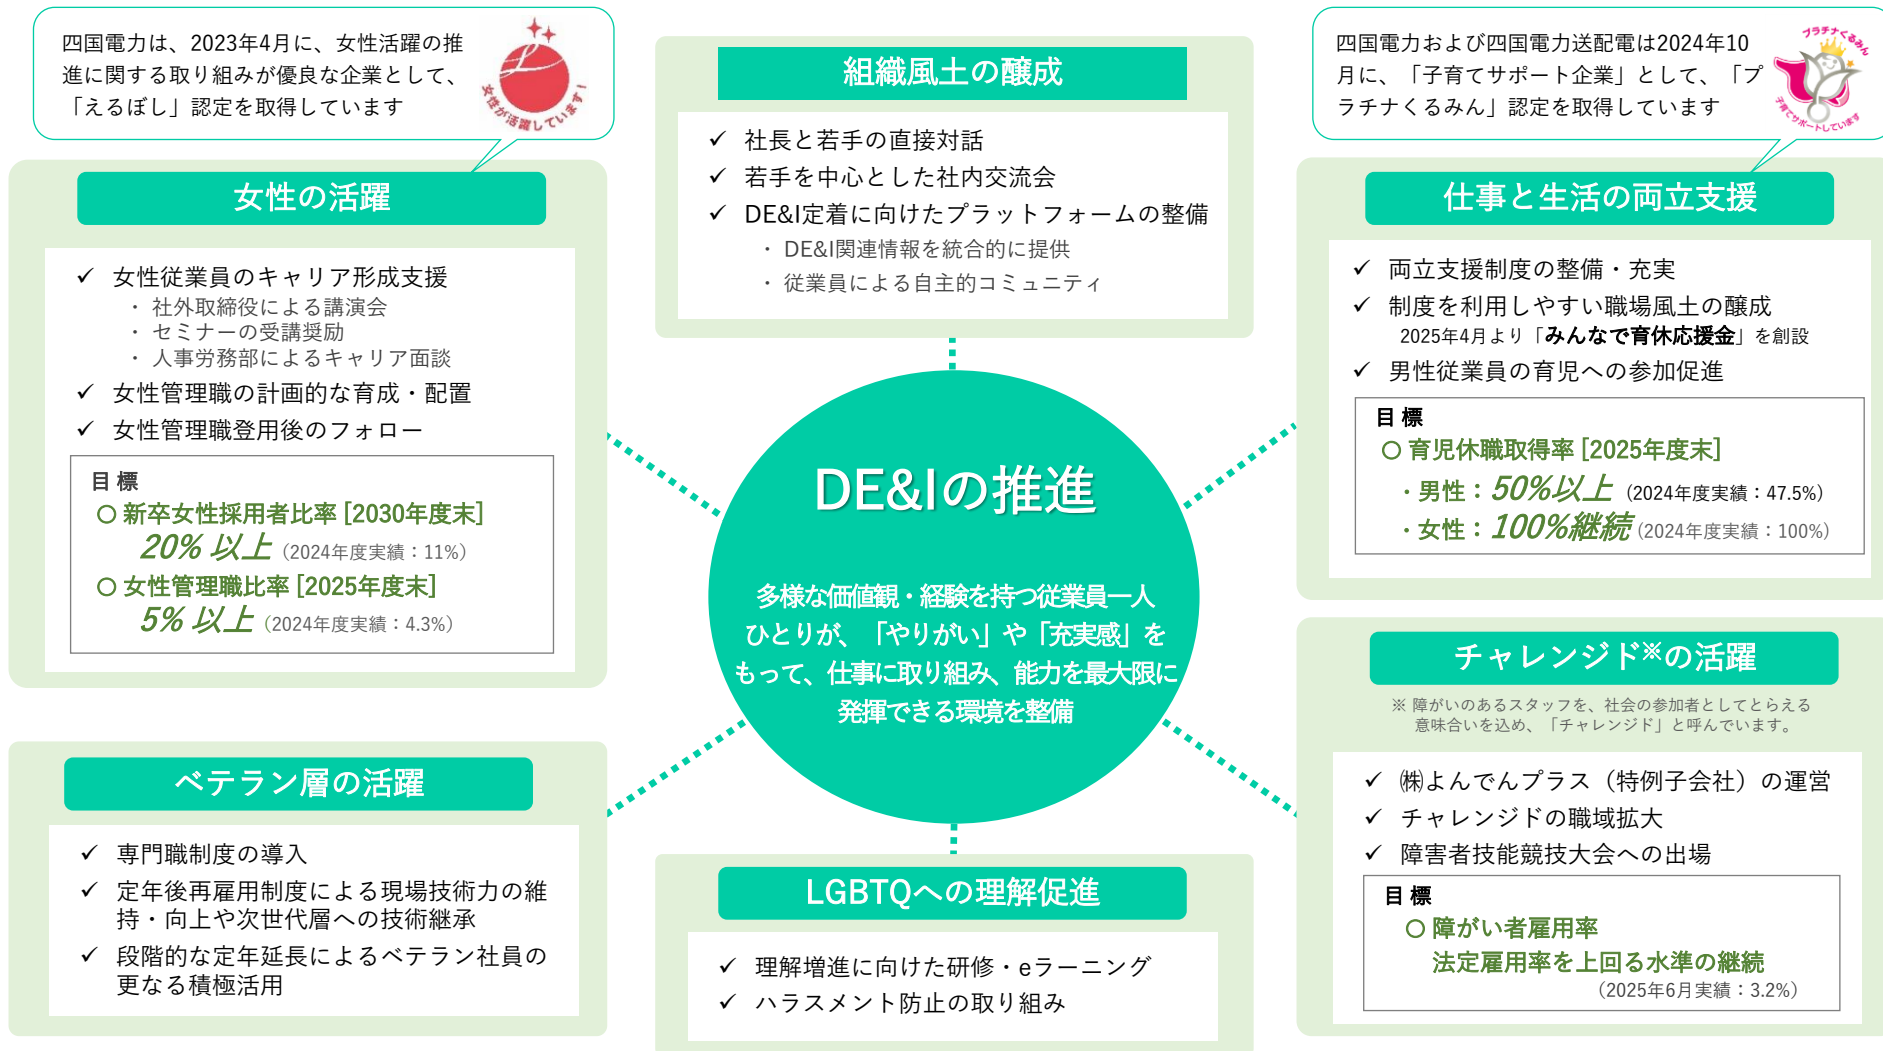 四国電力は、2023年4月に、女性活躍の推
進に関する取り組みが優良な企業として、
「えるぼし」認定を取得しています
女性が活躍しています!
女性の活躍
✓ 女性従業員のキャリア形成支援
・ 社外取締役による講演会
・ セミナーの受講奨励
・ 人事労務部によるキャリア面談
✓ 女性管理職の計画的な育成・配置
✓ 女性管理職登用後のフォロー
目標
○ 新卒女性採用者比率 [2030年度末]
20% 以上（2024年度実績：11%）
○ 女性管理職比率 [2025年度末]
5% 以上（2024年度実績：4.3%）
組織風土の醸成
✓ 社長と若手の直接対話
✓ 若手を中心とした社内交流会
✓ DE&I定着に向けたプラットフォームの整備
・ DE&I関連情報を統合的に提供
・ 従業員による自主的コミュニティ
四国電力および四国電力送配電は2024年10
月に、「子育てサポート企業」として、「プ
ラチナくるみん」認定を取得しています
プラチナくるみん
子育てサポートしています
仕事と生活の両立支援
✓ 両立支援制度の整備・充実
✓ 制度を利用しやすい職場風土の醸成
2025年4月より「みんなで育休応援金」を創設
✓ 男性従業員の育児への参加促進
目標
○ 育児休職取得率 [2025年度末]
・男性：50%以上（2024年度実績：47.5%）
・女性：100%継続（2024年度実績：100%）
DE&Iの推進
多様な価値観・経験を持つ従業員一人
ひとりが、「やりがい」や「充実感」を
もって、仕事に取り組み、能力を最大限に
発揮できる環境を整備
ベテラン層の活躍
✓ 専門職制度の導入
✓ 定年後再雇用制度による現場技術力の維
持・向上や次世代層への技術継承
✓ 段階的な定年延長によるベテラン社員の
更なる積極活用
LGBTQへの理解促進
✓ 理解増進に向けた研修・eラーニング
✓ ハラスメント防止の取り組み
チャレンジド※の活躍
※ 障がいのあるスタッフを、社会の参加者としてとらえる
意味合いを込め、「チャレンジド」と呼んでいます。
✓ ㈱よんでんプラス（特例子会社）の運営
✓ チャレンジドの職域拡大
✓ 障害者技能競技大会への出場
目標
○ 障がい者雇用率
法定雇用率を上回る水準の継続
（2025年6月実績：3.2%）